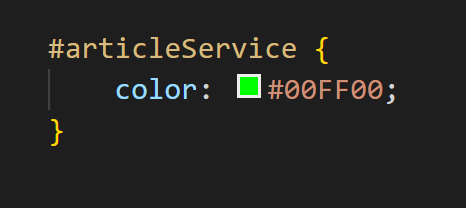 #articleService {
    color: #00FF00;
}